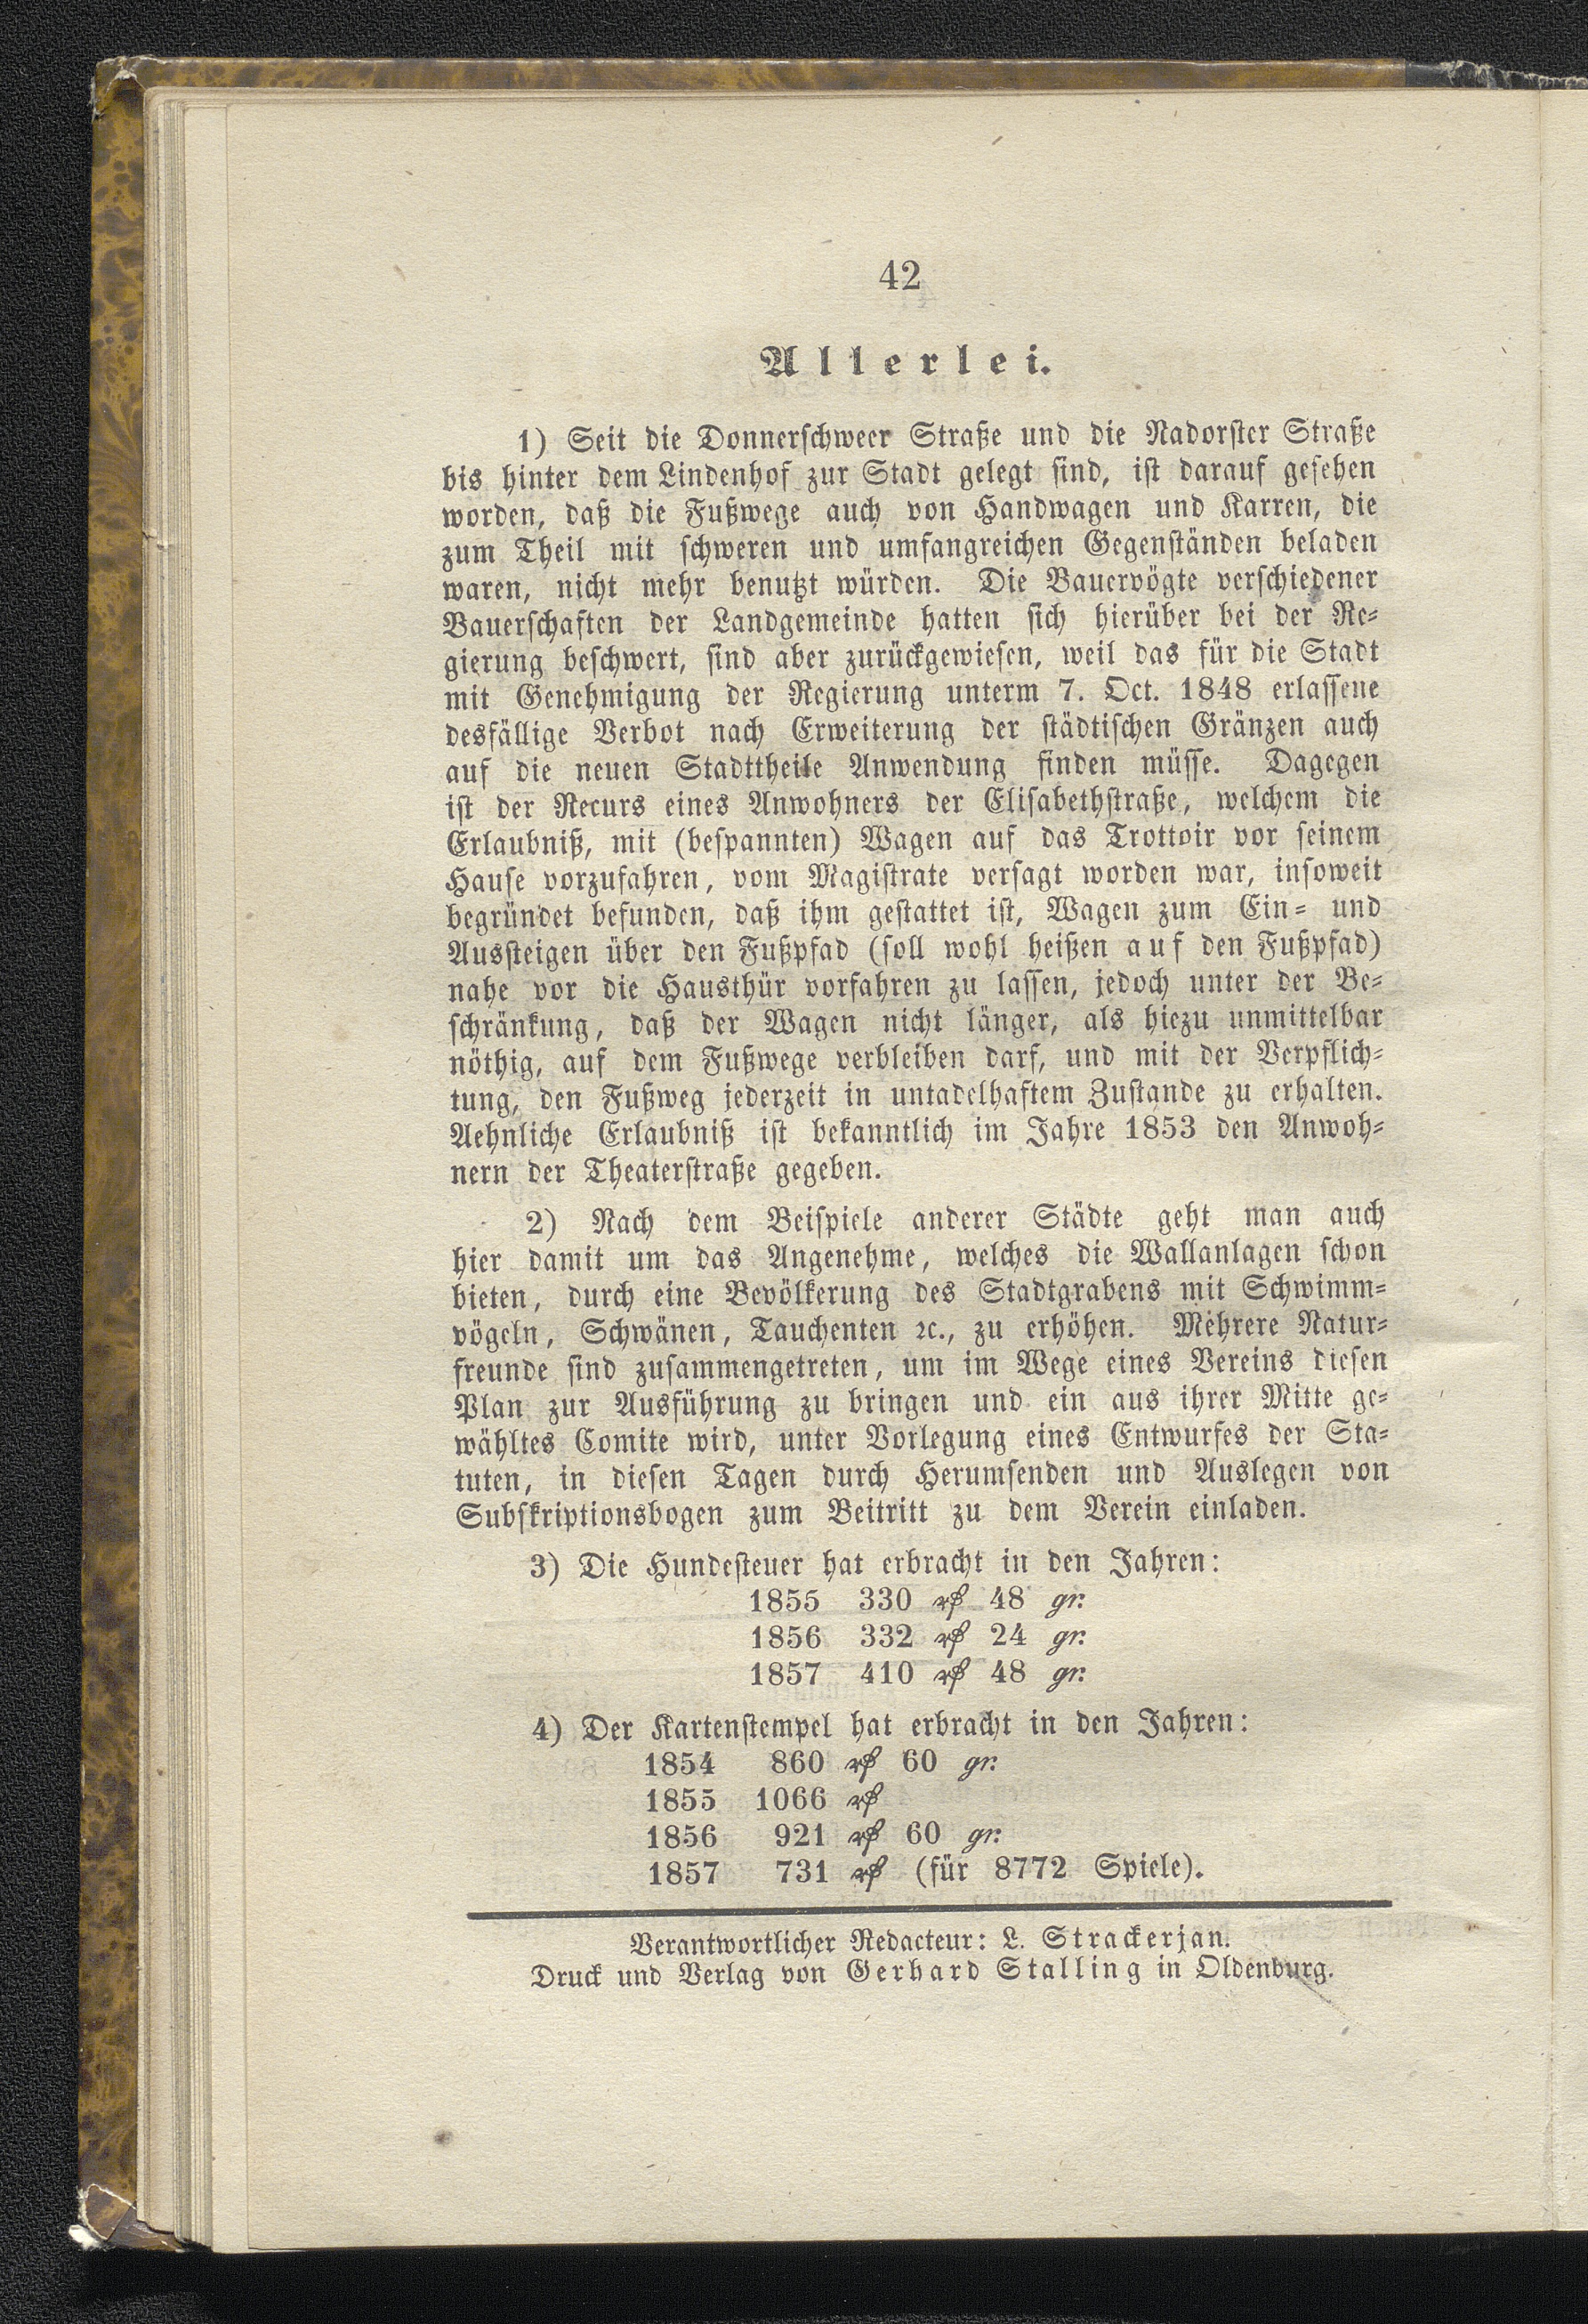 42
Allerlei.
1) Seit die Donnerschweer Straße und die Nadorster Straße
bis hinter dem Lindenhof zur Stadt gelegt sind, ist darauf gesehen
worden, daß die Fußwege auch von Handwagen und Karren, die
zum Theil mit schweren und umfangreichen Gegenständen beladen
waren, nicht mehr benutzt würden. Die Bauervögte verschiedener
Bauerschaften der Landgemeinde hatten sich hierüber bei der Re-
gierung beschwert, sind aber zurückgewiesen, weil das für die Stadt
mit Genehmigung der Regierung unterm 7. Oct. 1848 erlassene
desfällige Verbot nach Erweiterung der städtischen Gränzen auch
auf die neuen Stadttheile Anwendung finden müsse. Dagegen
ist der Recurs eines Anwohners der Elisabethstraße, welchem die
Erlaubniß, mit (bespannten) Wagen auf das Trottoir vor seinem
Hause vorzufahren, vom Magistrate versagt worden war, insoweit
begründet befunden, daß ihm gestattet ist, Wagen zum Ein- und
Aussteigen über den Fußpfad (soll wohl heißen auf den Fußpfad)
nahe vor die Hausthür vorfahren zu lassen, jedoch unter der Be-
schränkung, daß der Wagen nicht länger, als hiezu unmittelbar
nöthig, auf dem Fußwege verbleiben darf, und mit der Verpflich-
tung, den Fußweg jederzeit in untadelhaftem Zustande zu erhalten.
Aehnliche Erlaubniß ist bekanntlich im Jahre 1853 den Anwoh-
nern der Theaterstraße gegeben.
2) Nach dem Beispiele anderer Städte geht man auch
hier damit um das Angenehme, welches die Wallanlagen schon
bieten, durch eine Bevölkerung des Stadtgrabens mit Schwimm-
vögeln, Schwänen, Tauchenten ꝛc., zu erhöhen. Mehrere Natur-
freunde sind zusammengetreten, um im Wege eines Vereins diesen
Plan zur Ausführung zu bringen und ein aus ihrer Mitte ge-
wähltes Comite wird, unter Vorlegung eines Entwurfes der Sta-
tuten, in diesen Tagen durch Herumsenden und Auslegen von
Subskriptionsbogen zum Beitritt zu dem Verein einladen.
3) Die Hundesteuer hat erbracht in den Jahren:
1855 330 ₰ 48 gr.
1856 332 ₰ 24 gr.
1857 410 ₰ 48 gr.
4) Der Kartenstempel hat erbracht in den Jahren:
1854 860 ₰ 60 gr.
1855 1066 ₰
1856 921 ₰ 60 gr.
1857 731 ₰ (für 8772 Spiele).
Verantwortlicher Redacteur: L. Strackerjan.
Druck und Verlag von Gerhard Stalling in Oldenburg.